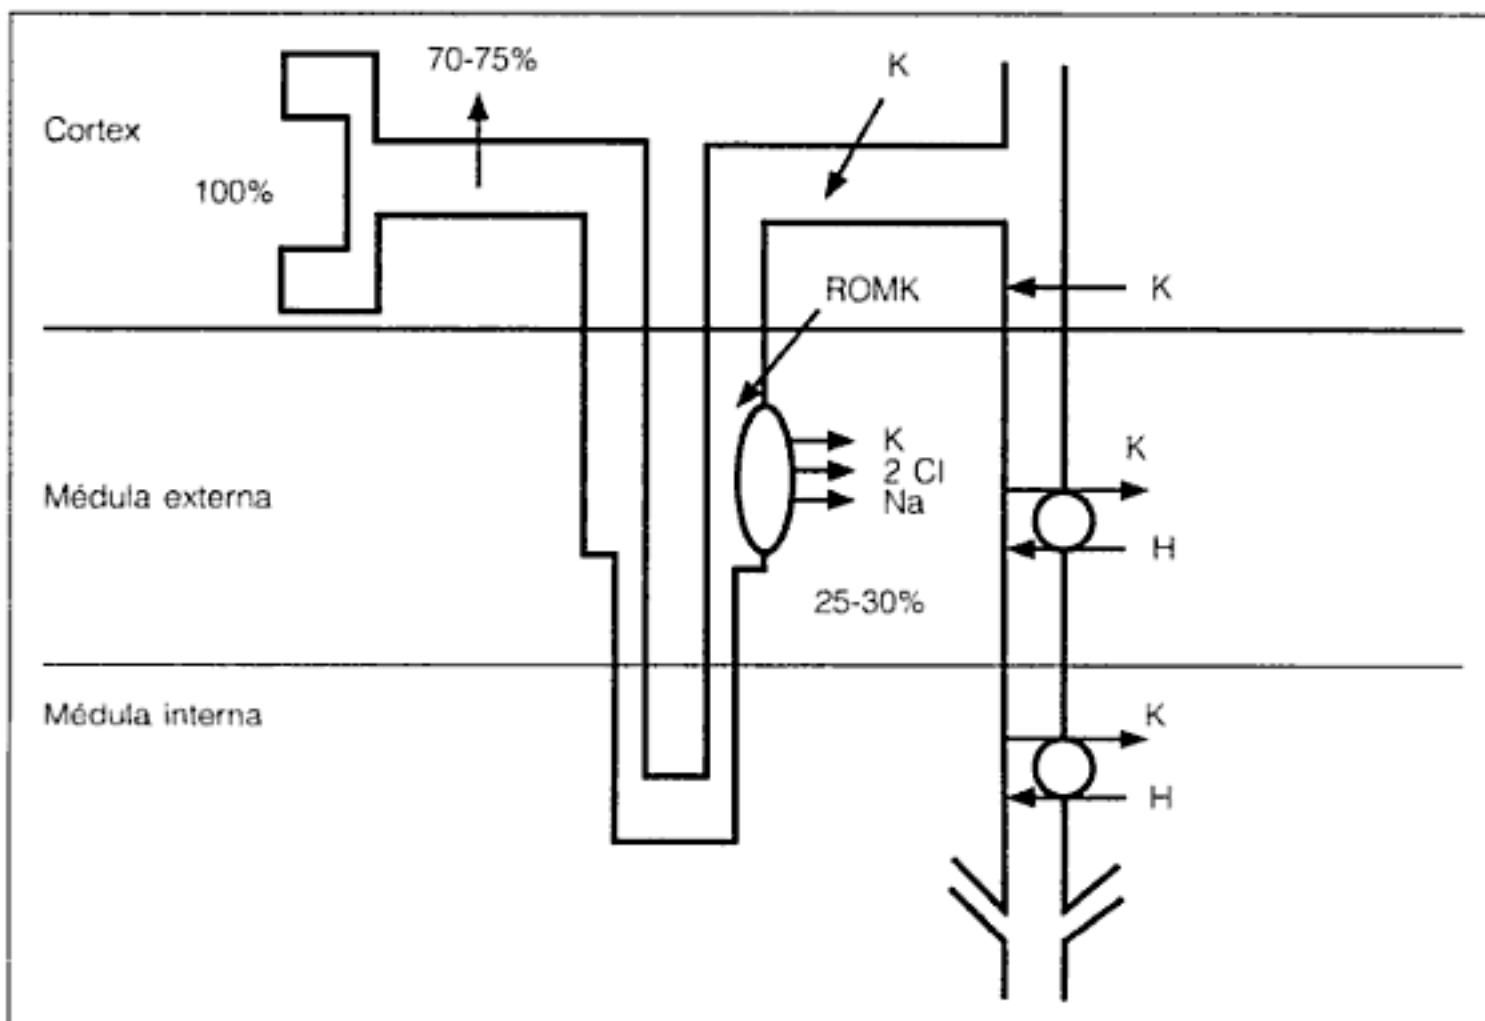 70-75%
K
Cortex
100%
K
ROMK
K
2 Cl
Na
K
Médula externa
H
25-30%
K
Médula interna
H